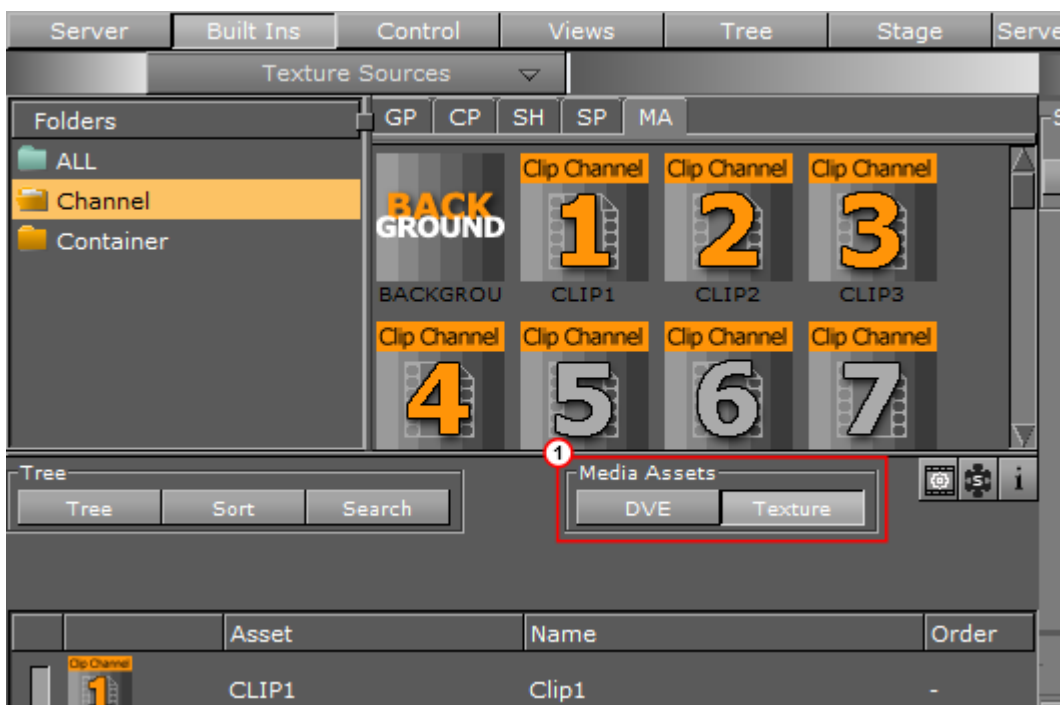 Server Built Ins Control Views Tree Stage
Texture Sources
Folders GP CP SH SP MA
ALL
Channel
Container
Clip Channel Clip Channel Clip Channel
BACK GROUND 1 2 3
BACKGROU CLIP1 CLIP2 CLIP3
Clip Channel Clip Channel Clip Channel Clip Channel
4 5 6 7
1
Tree Media Assets
Tree Sort Search DVE Texture S i
Asset Name Order
Clip Channel
1 CLIP1 Clip1 -